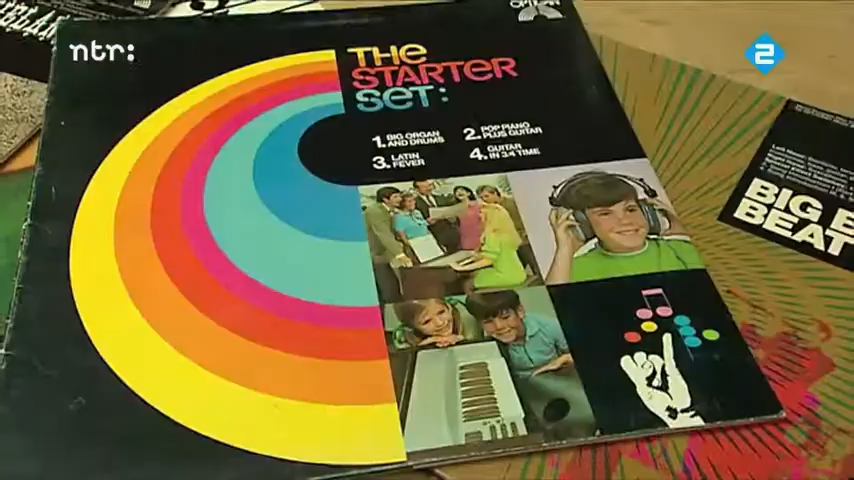 ntr:
2
THE
STARTER
SET:
1. BIG ORGAN
AND DRUMS
2. POP PIANO
PLUS GUITAR
3. LATIN
FEVER
4. GUITAR
IN 3/4 TIME
BIG
BEAT